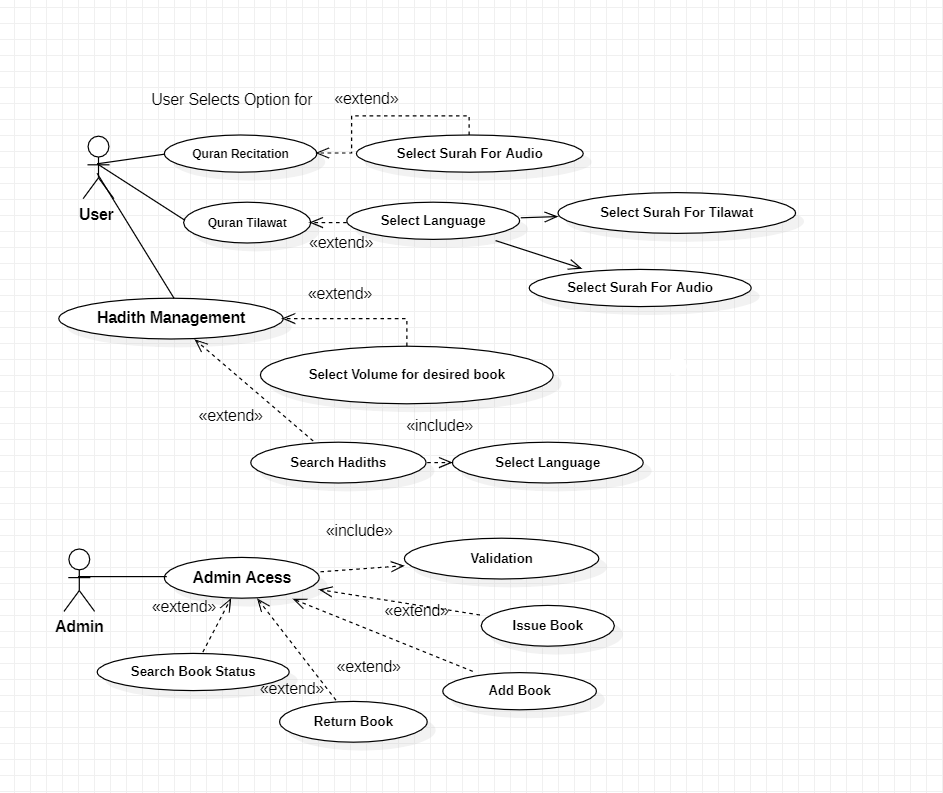 User Selects Option for
«extend»
Quran Recitation
Select Surah For Audio
User
Quran Tilawat
Select Language
Select Surah For Tilawat
«extend»
Select Surah For Audio
«extend»
Hadith Management
Select Volume for desired book
«extend»
«include»
Search Hadiths
Select Language
«include»
Validation
Admin Acess
«extend»
«extend»
Admin
Issue Book
Search Book Status
«extend»
«extend»
Add Book
Return Book